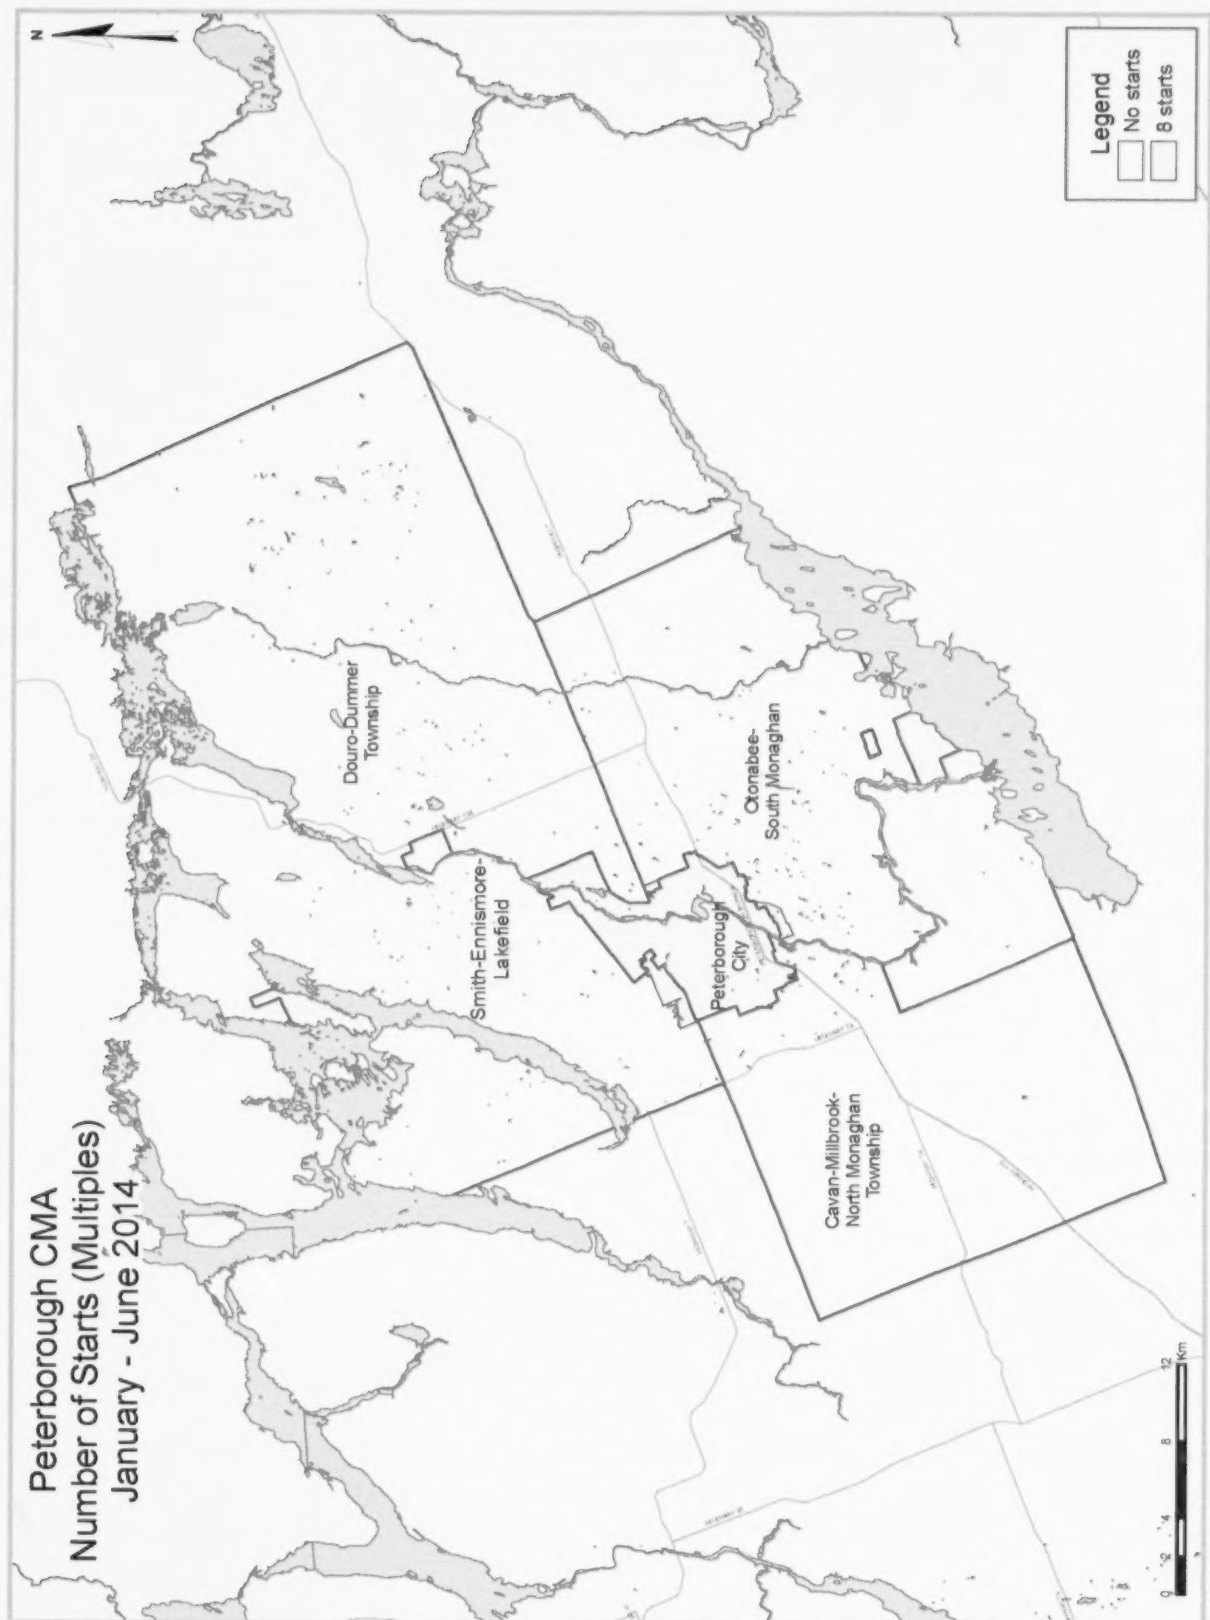 Peterborough CMA
Number of Starts (Multiples)
January - June 2014
N
Douro-Dummer
Township
Smith-Ennismore-
Lakefield
Peterborough
City
Otonabee-
South Monaghan
Cavan-Millbrook-
North Monaghan
Township
Legend
No starts
8 starts
0 2 4 8 12
Km